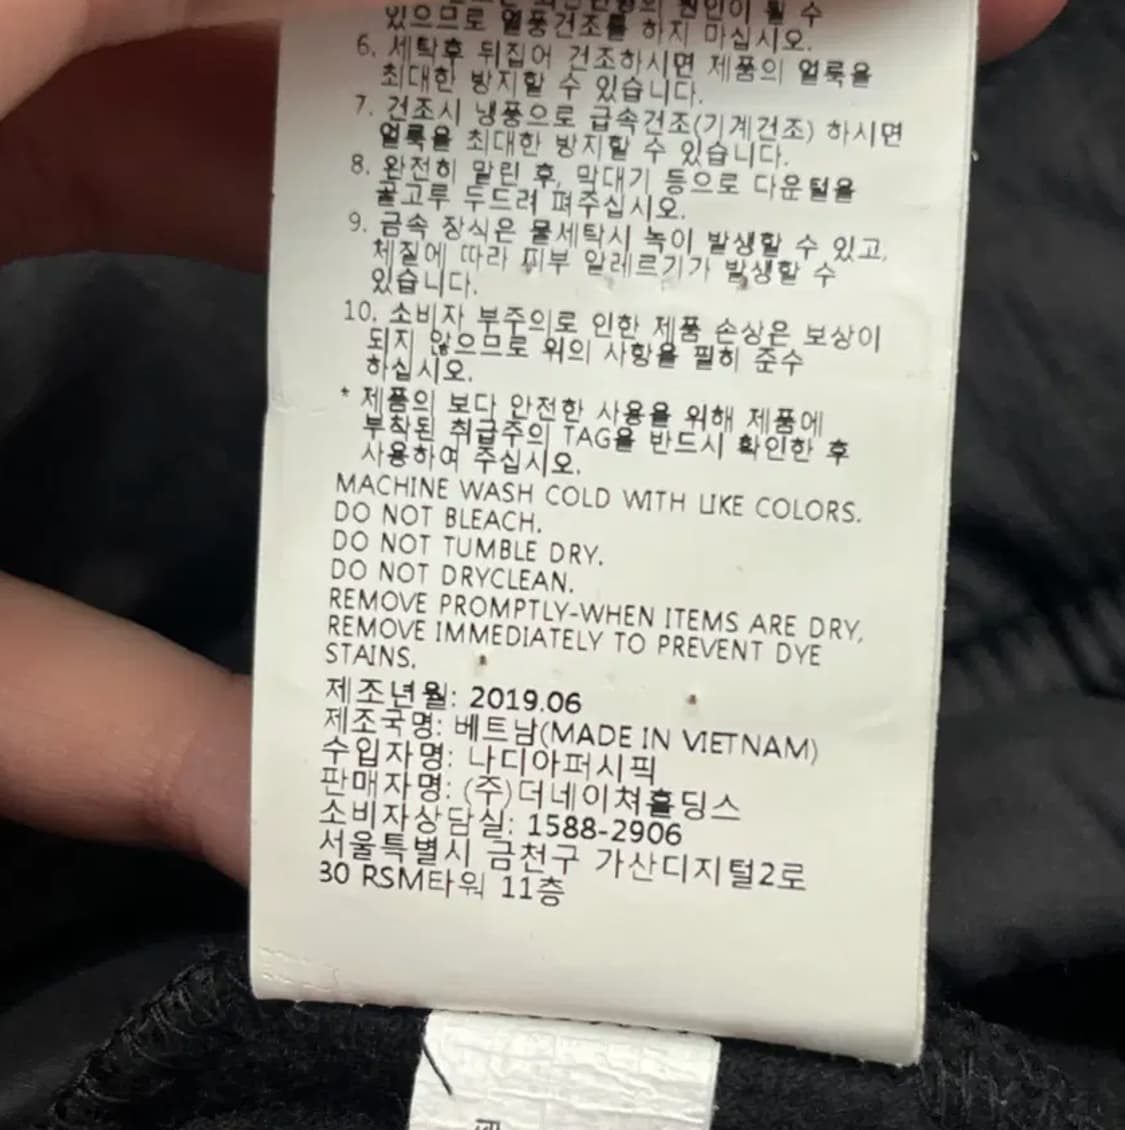 원인이 될 수
있으므로 열풍건조를 하지 마십시오.
6. 세탁후 뒤집어 건조하시면 제품의 얼룩을
최대한 방지할 수 있습니다.
7. 건조시 냉풍으로 급속건조(기계건조) 하시면
얼룩을 최대한 방지할 수 있습니다.
8. 완전히 말린 후, 막대기 등으로 다운털을
골고루 두드려 펴주십시오.
9. 금속 장식은 물세탁시 녹이 발생할 수 있고,
체질에 따라 피부 알레르기가 발생할 수
있습니다.
10. 소비자 부주의로 인한 제품 손상은 보상이
되지 않으므로 위의 사항을 필히 준수
하십시오.
* 제품의 보다 안전한 사용을 위해 제품에
부착된 취급주의 TAG을 반드시 확인한 후
사용하여 주십시오.
MACHINE WASH COLD WITH LIKE COLORS.
DO NOT BLEACH.
DO NOT TUMBLE DRY.
DO NOT DRYCLEAN.
REMOVE PROMPTLY-WHEN ITEMS ARE DRY,
REMOVE IMMEDIATELY TO PREVENT DYE
STAINS.
제조년월: 2019.06
제조국명: 베트남(MADE IN VIETNAM)
수입자명: 나디아퍼시픽
판매자명: (주)더네이쳐홀딩스
소비자상담실: 1588-2906
서울특별시 금천구 가산디지털2로
30 RSM타워 11층